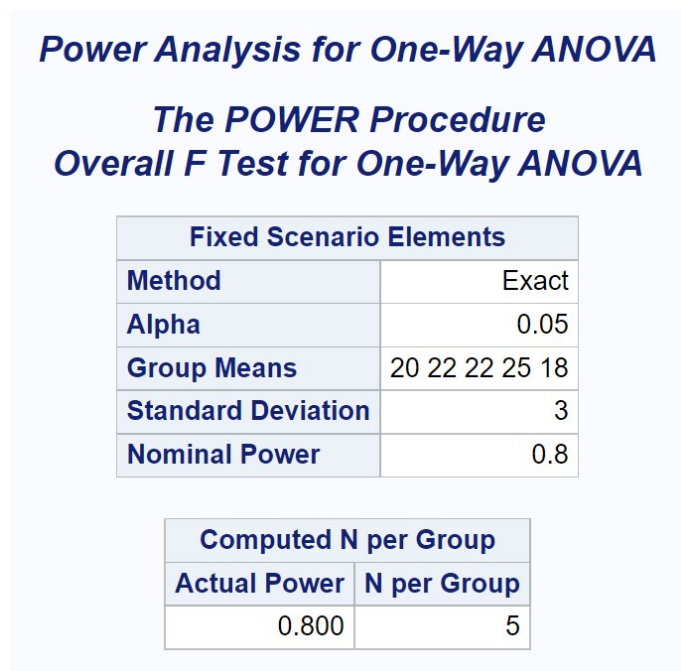 Power Analysis for One-Way ANOVA
The POWER Procedure
Overall F Test for One-Way ANOVA
Fixed Scenario Elements
Method Exact
Alpha 0.05
Group Means 20 22 22 25 18
Standard Deviation 3
Nominal Power 0.8
Computed N per Group
Actual Power N per Group
0.800 5